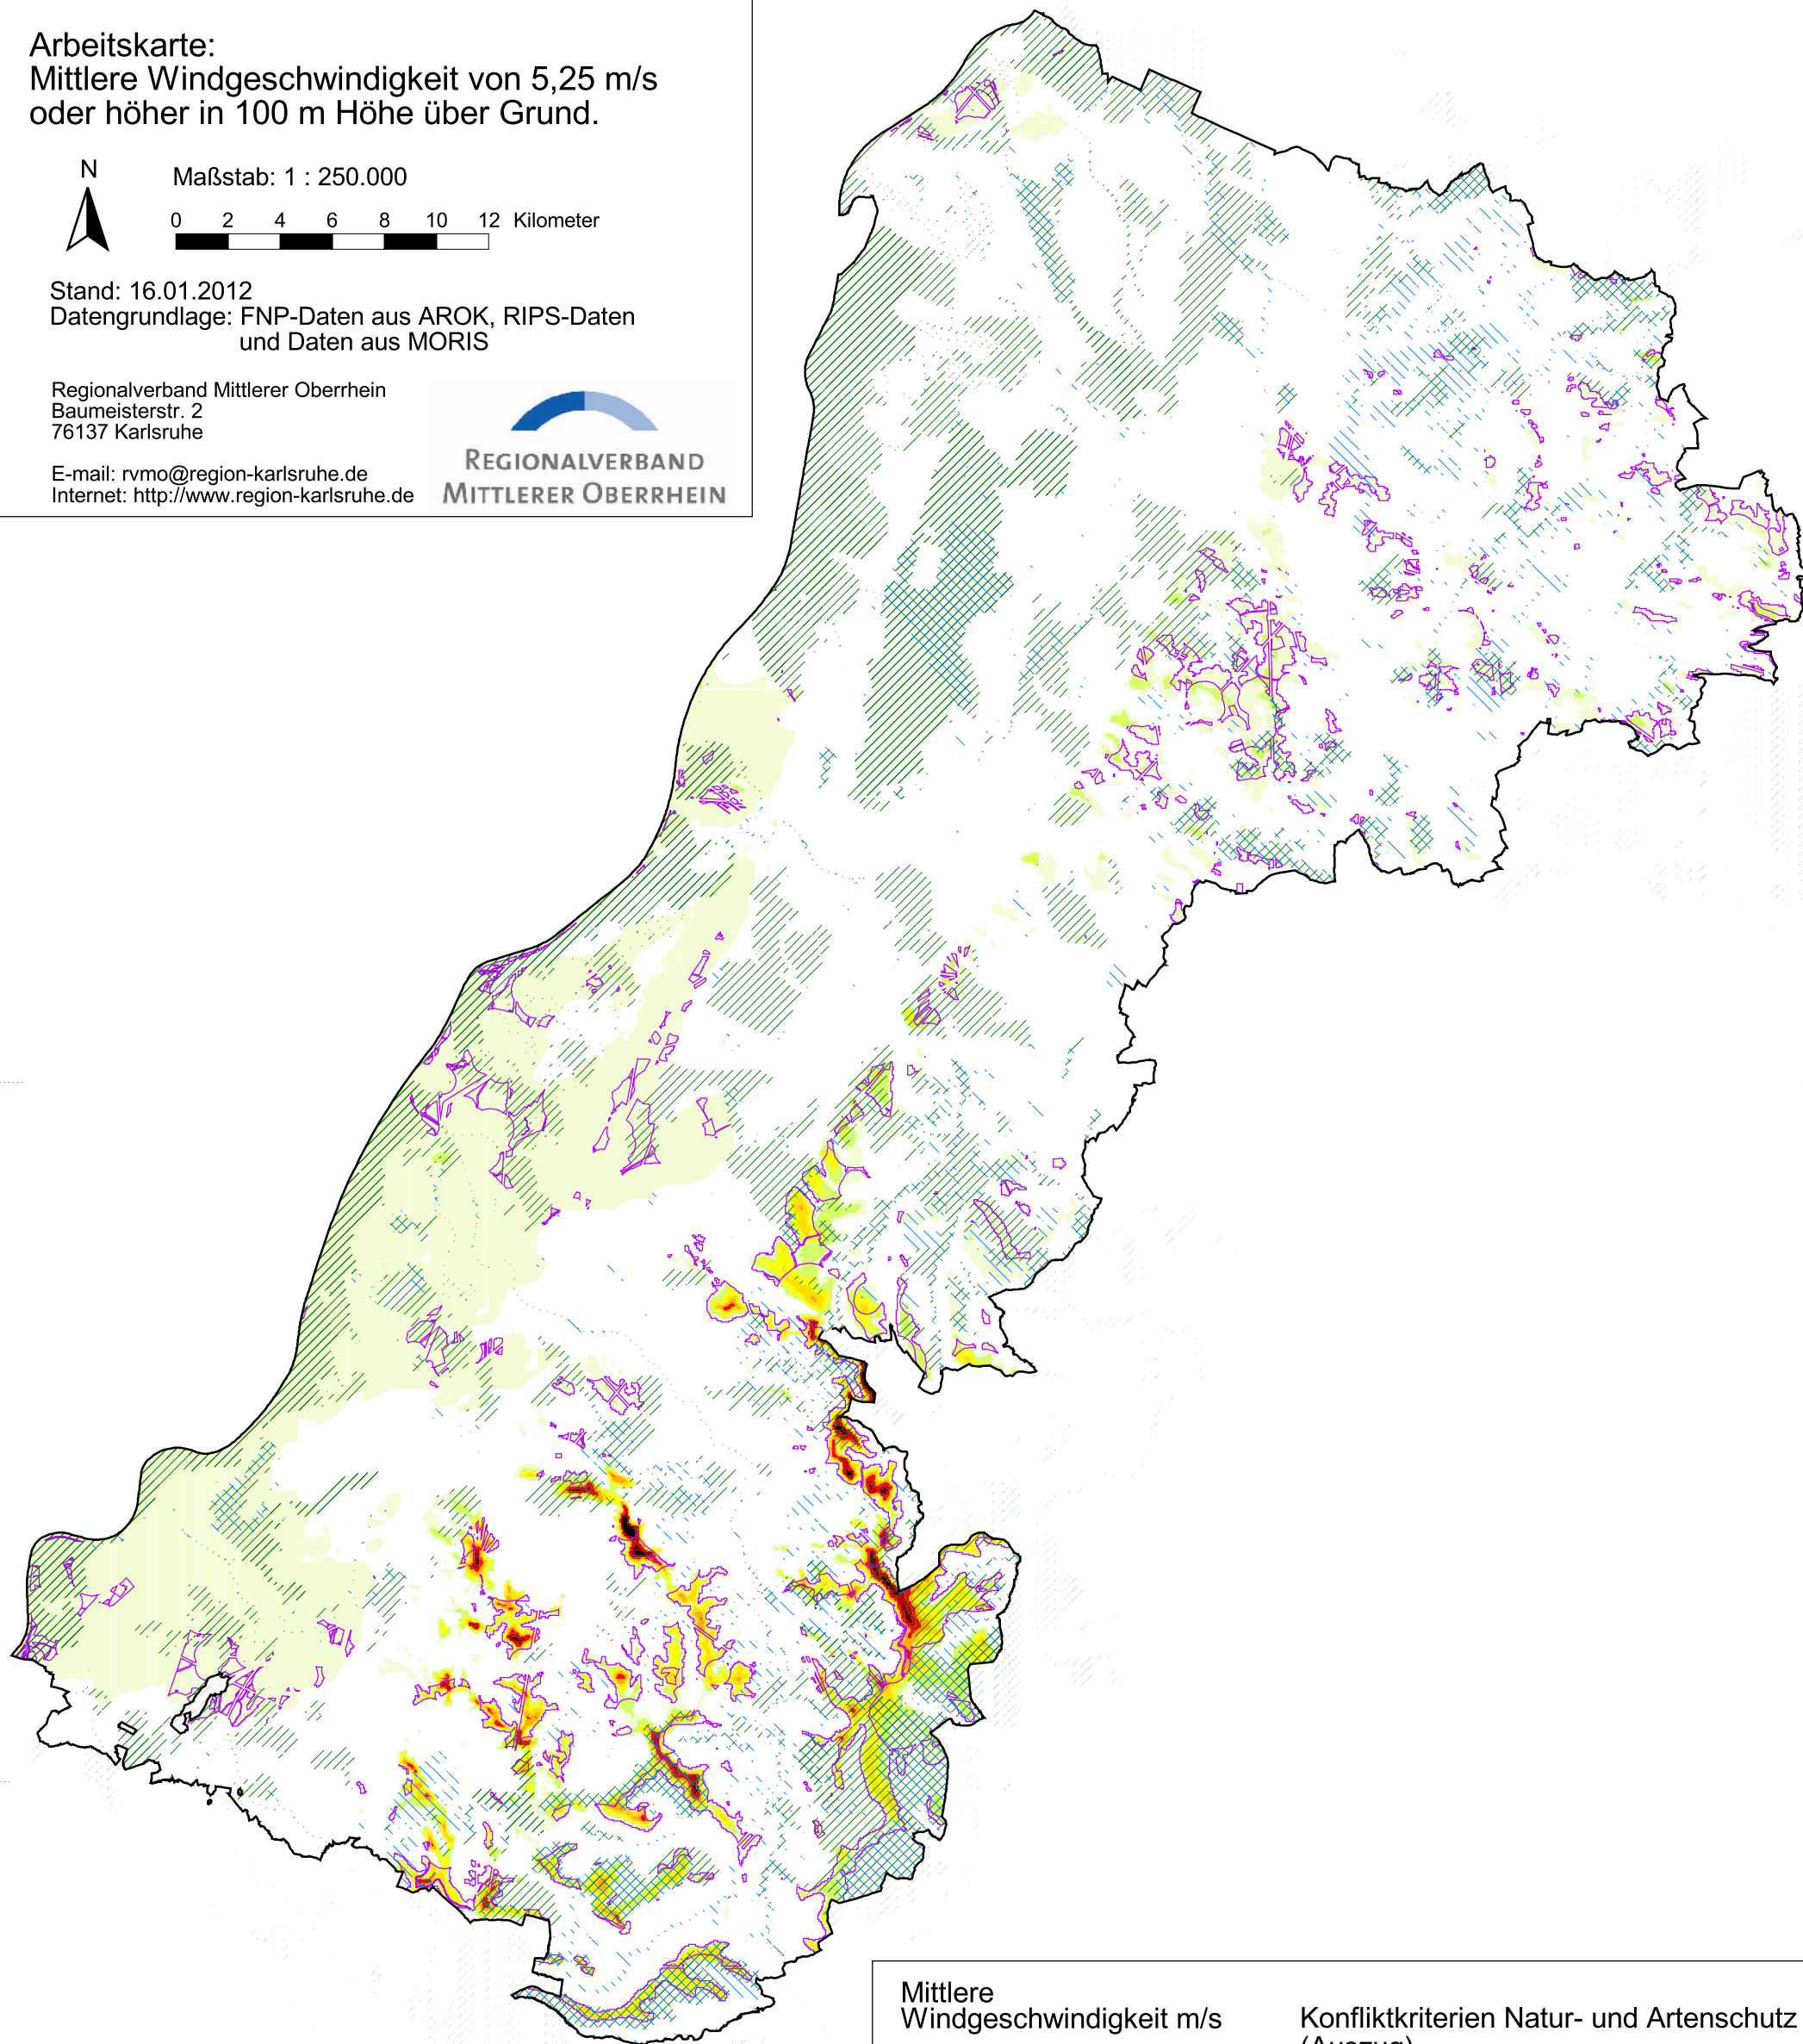 Arbeitskarte:
Mittlere Windgeschwindigkeit von 5,25 m/s
oder höher in 100 m Höhe über Grund.
N
Maßstab: 1 : 250.000
0 2 4 6 8 10 12 Kilometer
Stand: 16.01.2012
Datengrundlage: FNP-Daten aus AROK, RIPS-Daten
und Daten aus MORIS
Regionalverband Mittlerer Oberrhein
Baumeisterstr. 2
76137 Karlsruhe
E-mail: rvmo@region-karlsruhe.de
Internet: http://www.region-karlsruhe.de
REGIONALVERBAND
MITTLERER OBERRHEIN
Mittlere
Windgeschwindigkeit m/s
Konfliktkriterien Natur- und Artenschutz
(Auszug)